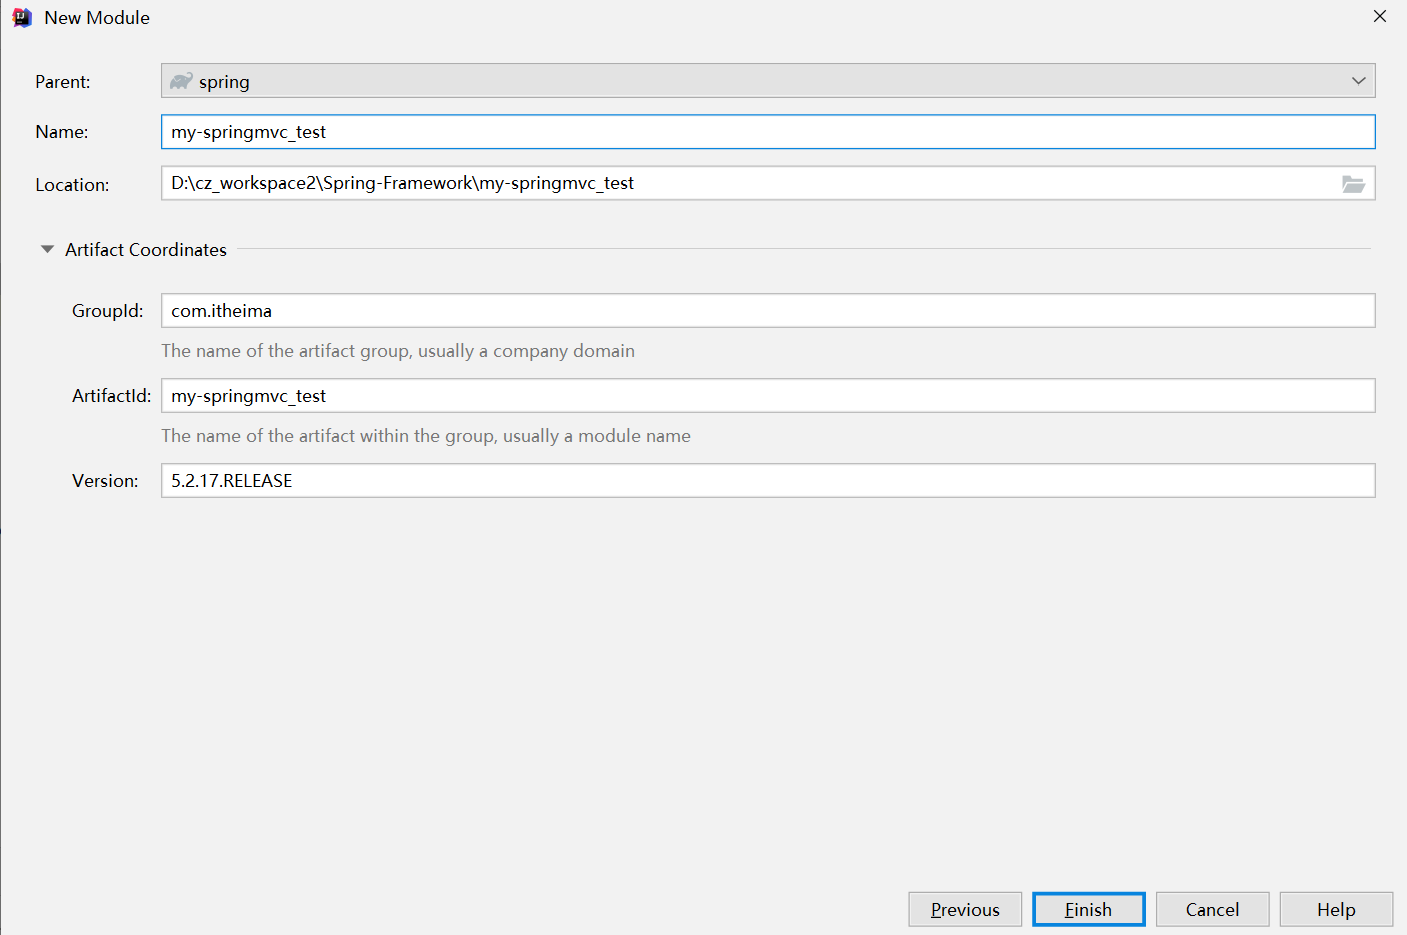 New Module
Parent: spring
Name: my-springmvc_test
Location: D:\cz_workspace2\Spring-Framework\my-springmvc_test
Artifact Coordinates
GroupId: com.itheima
The name of the artifact group, usually a company domain
ArtifactId: my-springmvc_test
The name of the artifact within the group, usually a module name
Version: 5.2.17.RELEASE
Previous Finish Cancel Help